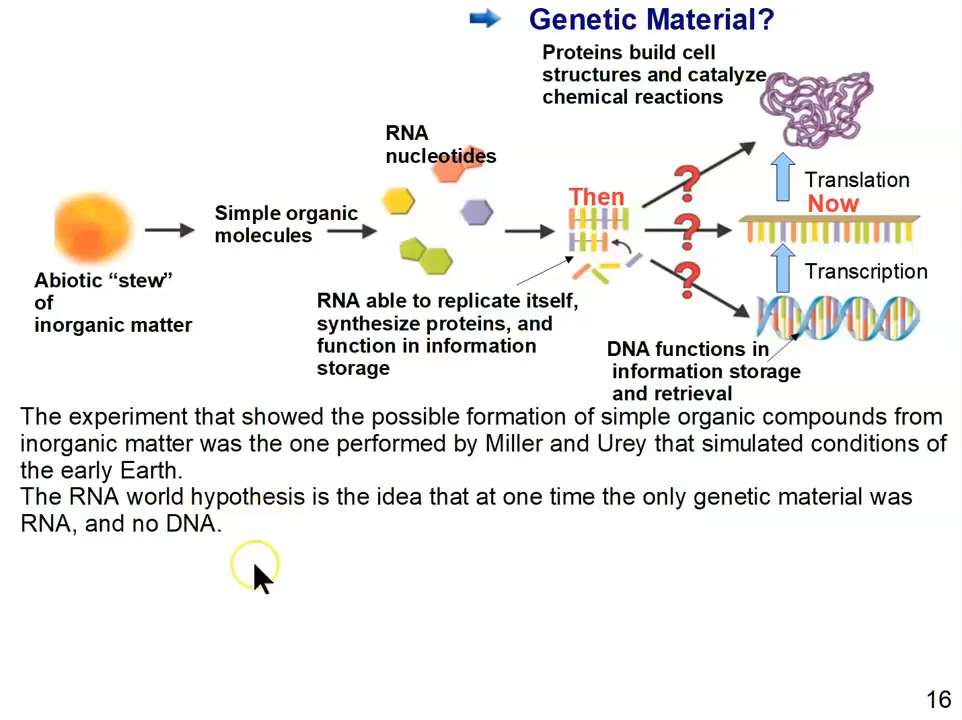 Genetic Material?
Proteins build cell
structures and catalyze
chemical reactions
RNA
nucleotides
Simple organic
molecules
Abiotic “stew”
of
inorganic matter
Then
?
?
?
Translation
Now
Transcription
RNA able to replicate itself,
synthesize proteins, and
function in information
storage
DNA functions in
information storage
and retrieval
The experiment that showed the possible formation of simple organic compounds from
inorganic matter was the one performed by Miller and Urey that simulated conditions of
the early Earth.
The RNA world hypothesis is the idea that at one time the only genetic material was
RNA, and no DNA.
16